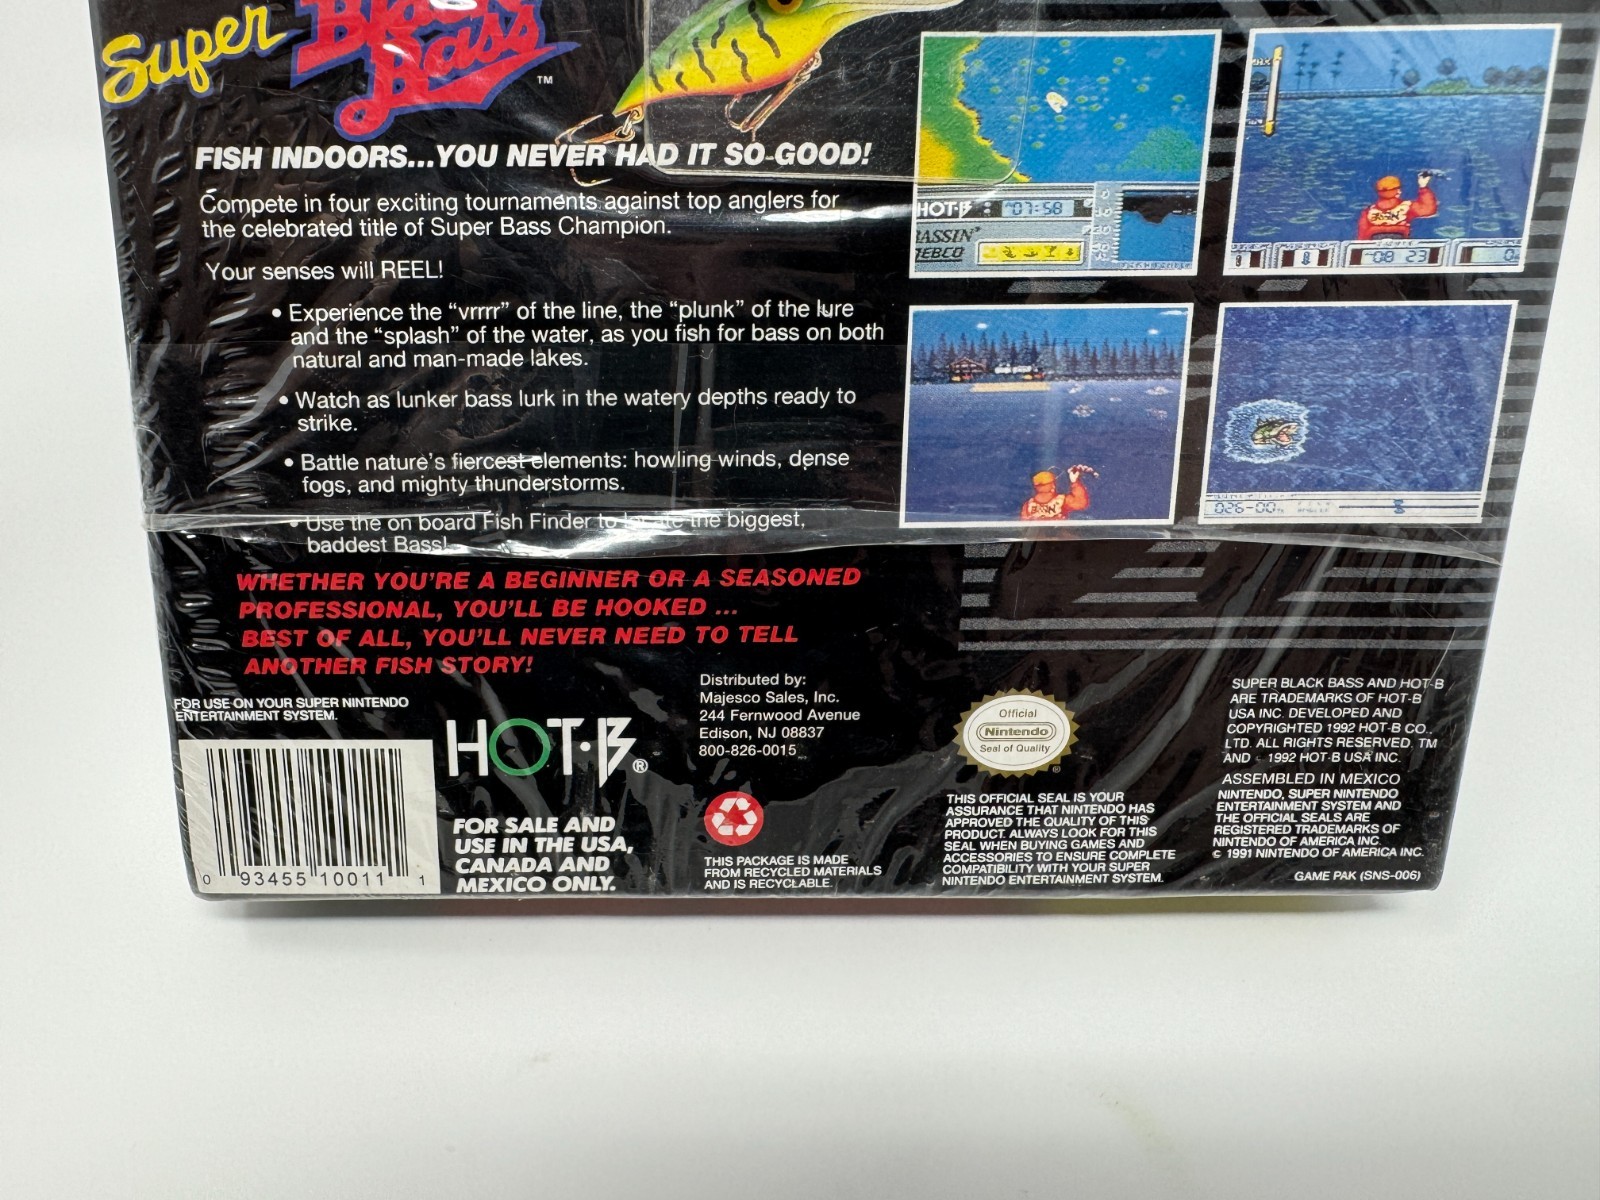 Super Black Bass™
FISH INDOORS...YOU NEVER HAD IT SO GOOD!
Compete in four exciting tournaments against top anglers for
the celebrated title of Super Bass Champion.
Your senses will REEL!
• Experience the “vrrrr” of the line, the “plunk” of the lure
and the “splash” of the water, as you fish for bass on both
natural and man-made lakes.
• Watch as lunker bass lurk in the watery depths ready to
strike.
• Battle nature's fiercest elements: howling winds, dense
fogs, and mighty thunderstorms.
• Use the on board Fish Finder to locate the biggest,
baddest Bass!
WHETHER YOU'RE A BEGINNER OR A SEASONED
PROFESSIONAL, YOU'LL BE HOOKED ...
BEST OF ALL, YOU'LL NEVER NEED TO TELL
ANOTHER FISH STORY!
HOT-B
07:58
BASSIN'
ZEBCO
08 23
FOR USE ON YOUR SUPER NINTENDO
ENTERTAINMENT SYSTEM.
0 93455 10011 1
HOT·B®
FOR SALE AND
USE IN THE USA,
CANADA AND
MEXICO ONLY.
Distributed by:
Majesco Sales, Inc.
244 Fernwood Avenue
Edison, NJ 08837
800-826-0015
THIS PACKAGE IS MADE
FROM RECYCLED MATERIALS
AND IS RECYCLABLE.
Official
Nintendo
Seal of Quality
®
THIS OFFICIAL SEAL IS YOUR
ASSURANCE THAT NINTENDO HAS
APPROVED THE QUALITY OF THIS
PRODUCT. ALWAYS LOOK FOR THIS
SEAL WHEN BUYING GAMES AND
ACCESSORIES TO ENSURE COMPLETE
COMPATIBILITY WITH YOUR SUPER
NINTENDO ENTERTAINMENT SYSTEM.
SUPER BLACK BASS AND HOT-B
ARE TRADEMARKS OF HOT-B
USA INC. DEVELOPED AND
COPYRIGHTED 1992 HOT-B CO.,
LTD. ALL RIGHTS RESERVED. TM
AND © 1992 HOT-B USA INC.
ASSEMBLED IN MEXICO
NINTENDO, SUPER NINTENDO
ENTERTAINMENT SYSTEM AND
THE OFFICIAL SEALS ARE
REGISTERED TRADEMARKS OF
NINTENDO OF AMERICA INC.
© 1991 NINTENDO OF AMERICA INC.
GAME PAK (SNS-006)